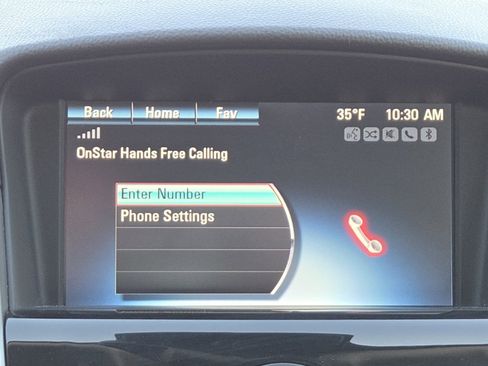 Back Home Fav 35°F 10:30 AM
OnStar Hands Free Calling
Enter Number
Phone Settings